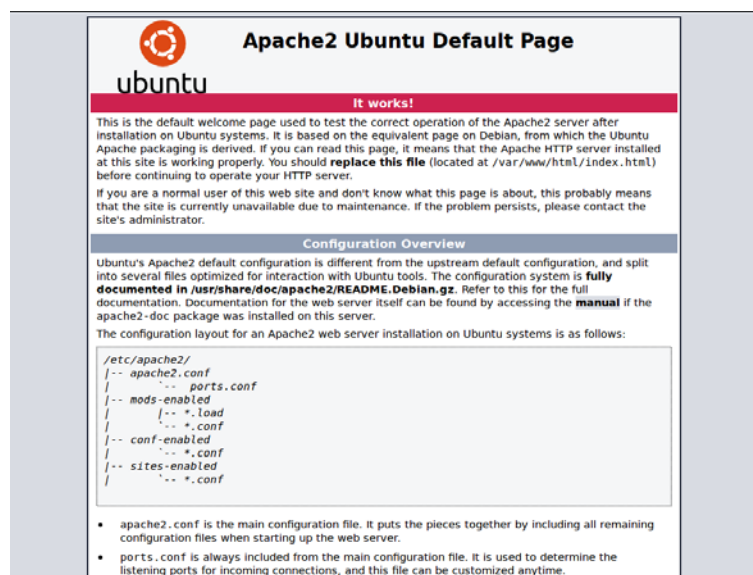 Apache2 Ubuntu Default Page
ubuntu
It works!
This is the default welcome page used to test the correct operation of the Apache2 server after
installation on Ubuntu systems. It is based on the equivalent page on Debian, from which the Ubuntu
Apache packaging is derived. If you can read this page, it means that the Apache HTTP server installed
at this site is working properly. You should replace this file (located at /var/www/html/index.html)
before continuing to operate your HTTP server.
If you are a normal user of this web site and don't know what this page is about, this probably means
that the site is currently unavailable due to maintenance. If the problem persists, please contact the
site's administrator.
Configuration Overview
Ubuntu's Apache2 default configuration is different from the upstream default configuration, and split
into several files optimized for interaction with Ubuntu tools. The configuration system is fully
documented in /usr/share/doc/apache2/README.Debian.gz. Refer to this for the full
documentation. Documentation for the web server itself can be found by accessing the manual if the
apache2-doc package was installed on this server.
The configuration layout for an Apache2 web server installation on Ubuntu systems is as follows:
/etc/apache2/
|-- apache2.conf
|       `--  ports.conf
|-- mods-enabled
|       |-- *.load
|       `-- *.conf
|-- conf-enabled
|       `-- *.conf
|-- sites-enabled
|       `-- *.conf
• apache2.conf is the main configuration file. It puts the pieces together by including all remaining
configuration files when starting up the web server.
• ports.conf is always included from the main configuration file. It is used to determine the
listening ports for incoming connections, and this file can be customized anytime.